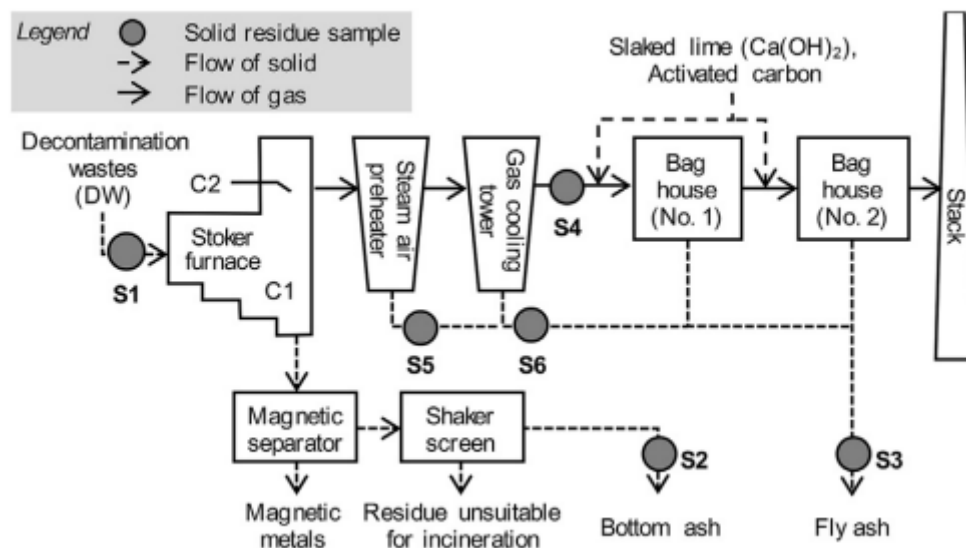 Legend
Solid residue sample
Flow of solid
Flow of gas
Slaked lime (Ca(OH)₂),
Activated carbon
Decontamination
wastes
(DW)
C2
Stoker
furnace
C1
S1
Steam air
preheater
Gas cooling
tower
S4
Bag
house
(No. 1)
Bag
house
(No. 2)
Stack
S5
S6
Magnetic
separator
Shaker
screen
S2
S3
Magnetic
metals
Residue unsuitable
for incineration
Bottom ash
Fly ash